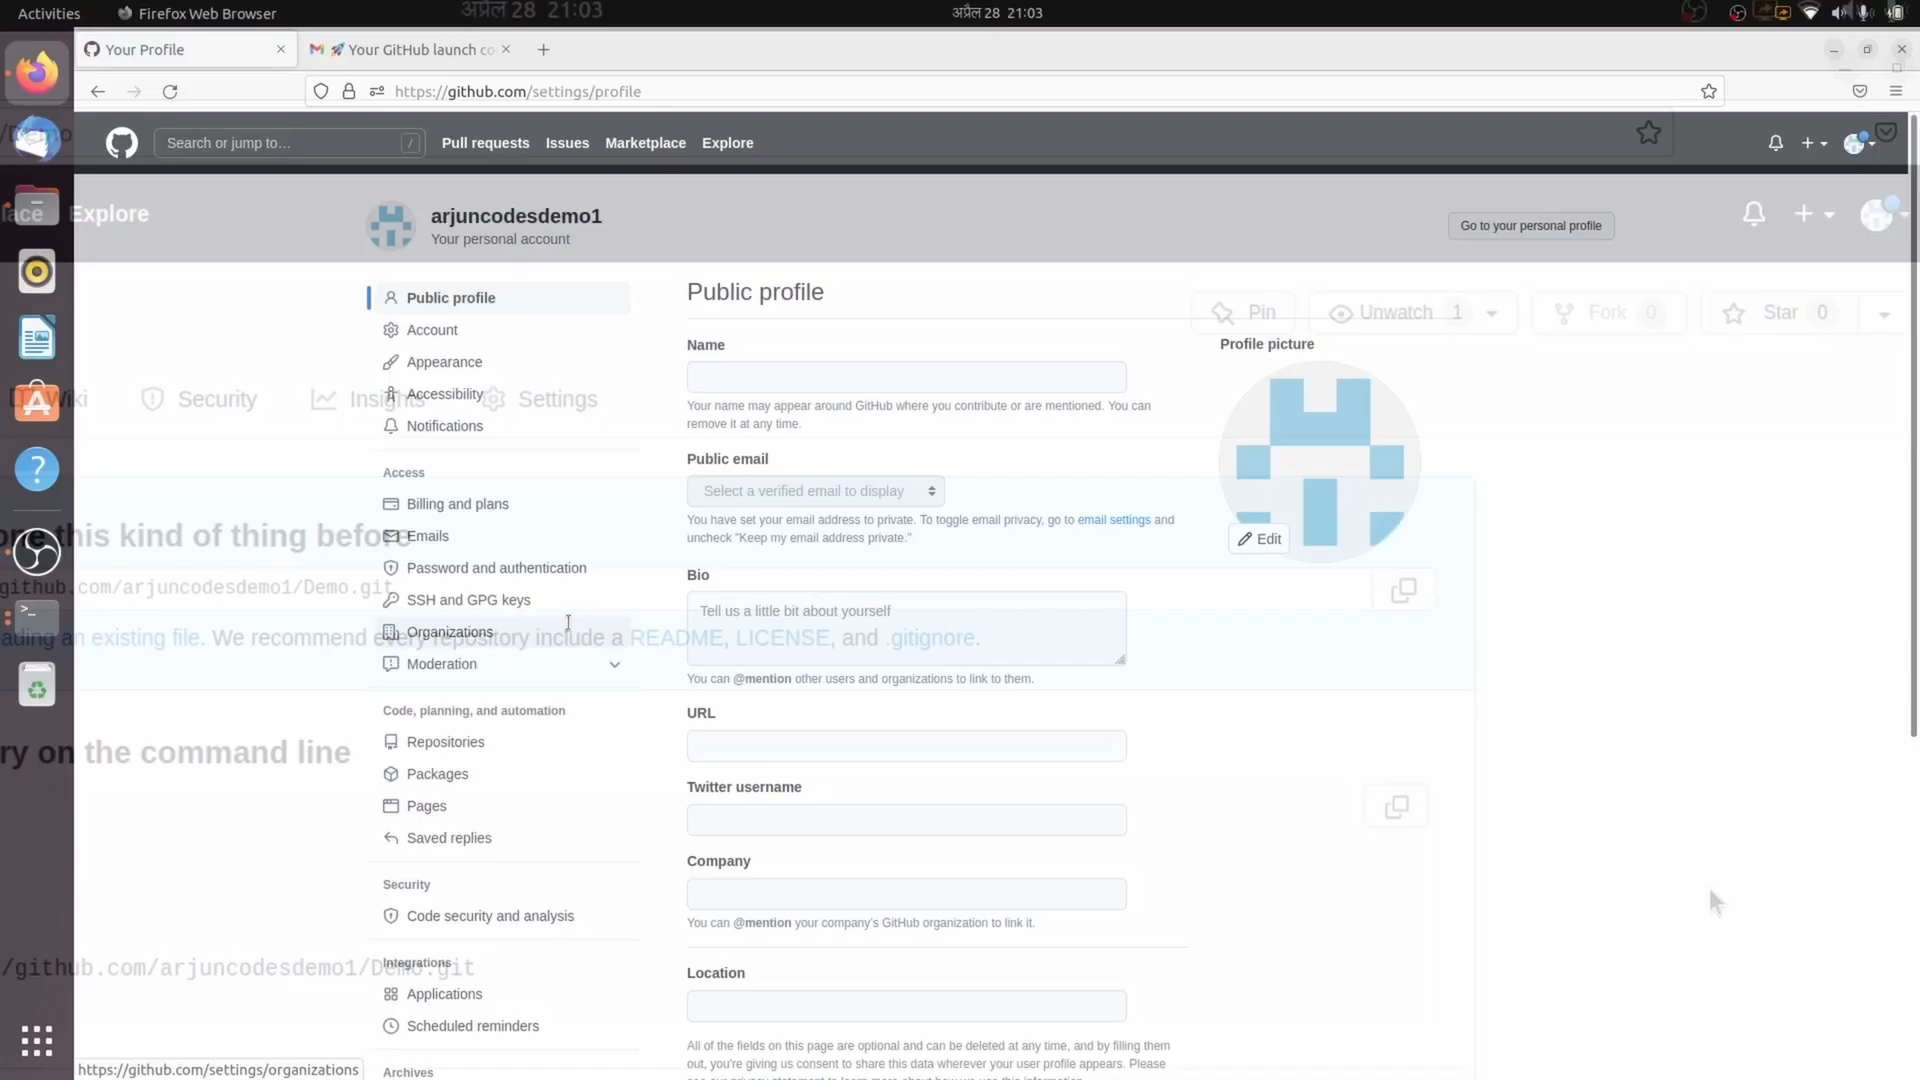 Activities
Firefox Web Browser
अप्रैल 28 21:03
अप्रैल 28 21:03
Your Profile
🚀 Your GitHub launch co
https://github.com/settings/profile
/Demo
Search or jump to… /
Pull requests
Issues
Marketplace
Explore
lace
Explore
arjuncodesdemo1
Your personal account
Go to your personal profile
Public profile
Account
Appearance
Accessibility
Notifications
Access
Billing and plans
Emails
Password and authentication
SSH and GPG keys
Organizations
Moderation
Code, planning, and automation
Repositories
Packages
Pages
Saved replies
Security
Code security and analysis
Integrations
Applications
Scheduled reminders
Archives
Public profile
Name
Your name may appear around GitHub where you contribute or are mentioned. You can
remove it at any time.
Public email
Select a verified email to display
You have set your email address to private. To toggle email privacy, go to email settings and
uncheck "Keep my email address private."
Bio
Tell us a little bit about yourself
You can @mention other users and organizations to link to them.
URL
Twitter username
Company
You can @mention your company's GitHub organization to link it.
Location
All of the fields on this page are optional and can be deleted at any time, and by filling them
out, you're giving us consent to share this data wherever your user profile appears. Please
Profile picture
Edit
Pin
Unwatch 1
Fork 0
Star 0
Wiki
Security
Insights
Settings
one this kind of thing before
github.com/arjuncodesdemo1/Demo.git
ading an existing file. We recommend every repository include a README, LICENSE, and .gitignore.
ry on the command line
/github.com/arjuncodesdemo1/Demo.git
https://github.com/settings/organizations